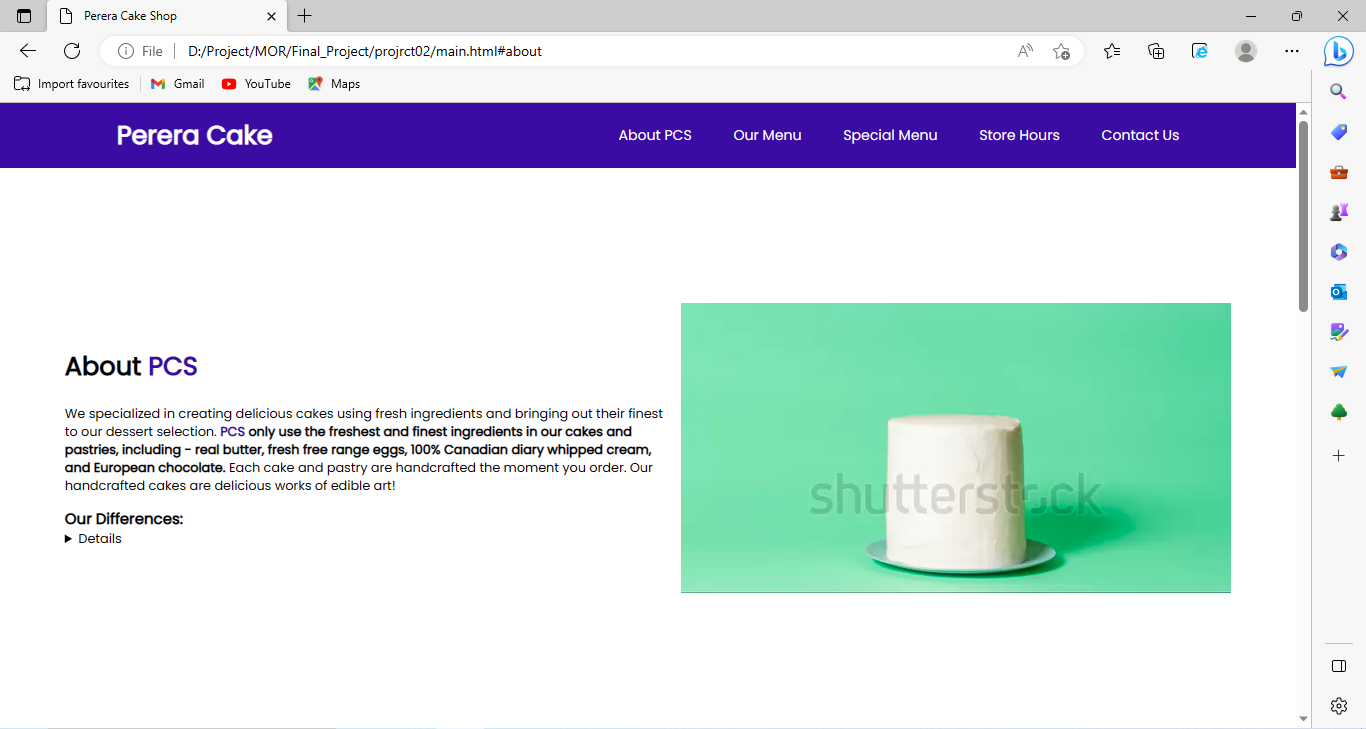 Perera Cake Shop
File
D:/Project/MOR/Final_Project/projrct02/main.html#about
Import favourites
Gmail
YouTube
Maps
Perera Cake
About PCS
Our Menu
Special Menu
Store Hours
Contact Us
About PCS
We specialized in creating delicious cakes using fresh ingredients and bringing out their finest
to our dessert selection. PCS only use the freshest and finest ingredients in our cakes and
pastries, including - real butter, fresh free range eggs, 100% Canadian diary whipped cream,
and European chocolate. Each cake and pastry are handcrafted the moment you order. Our
handcrafted cakes are delicious works of edible art!
Our Differences:
Details
shutterstock